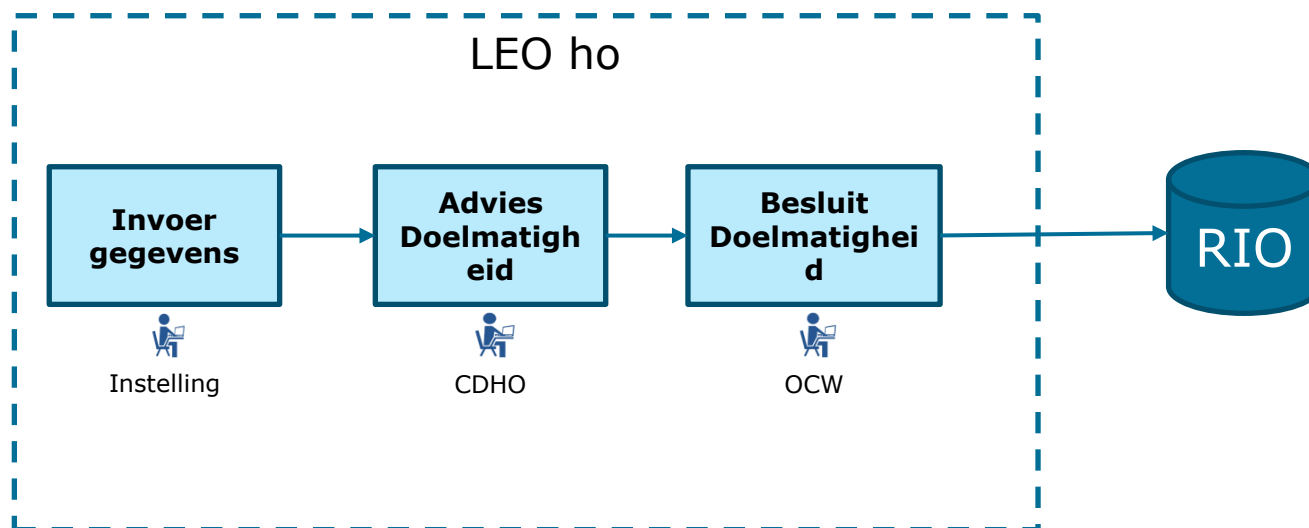 LEO ho
Invoer
gegevens
Advies
Doelmatigh
eid
Besluit
Doelmatighei
d
RIO
Instelling
CDHO
OCW